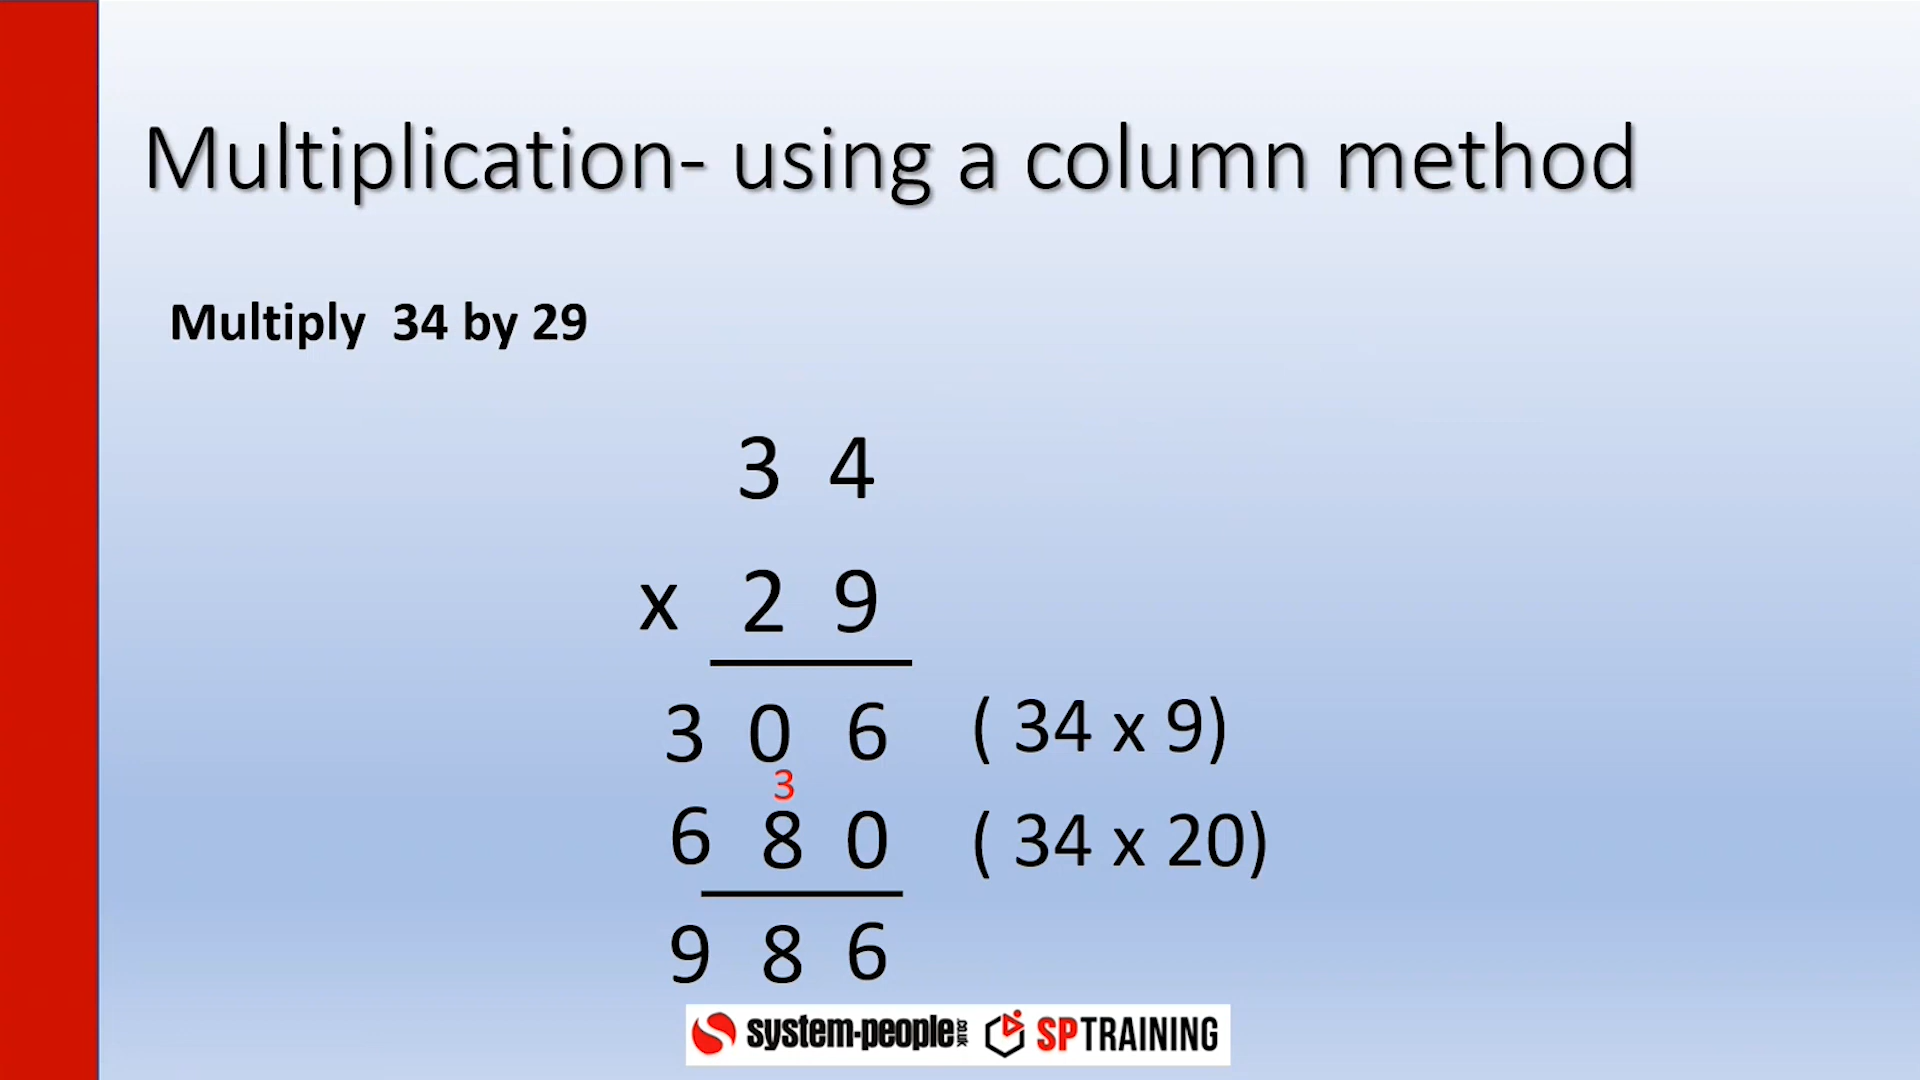 Multiplication- using a column method
Multiply 34 by 29
3 4
x 2 9
3 0 6 ( 34 x 9)
3
6 8 0 ( 34 x 20)
9 8 6
system-people.co.uk SPTRAINING